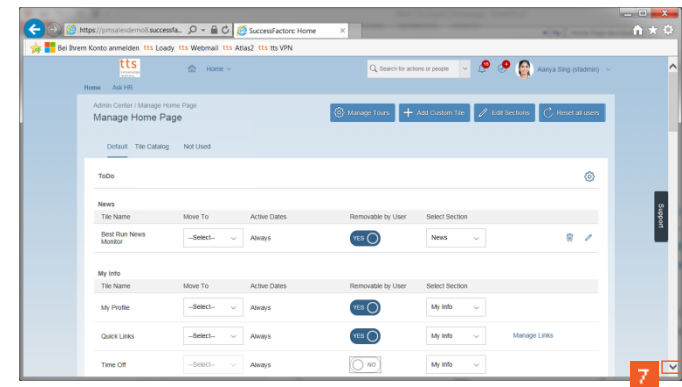 https://pmsalesdemo8.successfa...
SuccessFactors: Home
Bei Ihrem Konto anmelden tts Loady tts Webmail tts Atlas2 tts tts VPN
tts
Home
Search for actions or people
Aanya Sing (sfadmin)
Home Ask HR
Admin Center / Manage Home Page
Manage Home Page
Manage Tours
Add Custom Tile
Edit Sections
Reset all users
Default Tile Catalog Not Used
ToDo
News
Tile Name Move To Active Dates Removable by User Select Section
Best Run News
Monitor
--Select-- Always YES News
My Info
Tile Name Move To Active Dates Removable by User Select Section
My Profile --Select-- Always YES My Info
Quick Links --Select-- Always YES My Info Manage Links
Time Off --Select-- Always NO My Info
Support
7